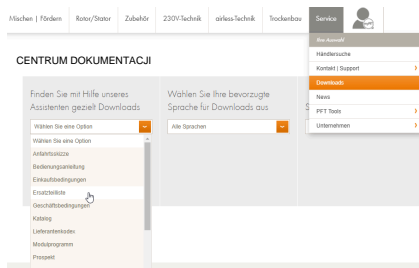 Mischen | Fördern Rotor/Stator Zubehör 230V-Technik airless-Technik Trockenbau Service
Ihre Auswahl
Händlersuche
Kontakt | Support
Downloads
News
PFT Tools
Unternehmen
CENTRUM DOKUMENTACJI
Finden Sie mit Hilfe unseres
Assistenten gezielt Downloads
Wählen Sie eine Option
Wählen Sie eine Option
Anfahrtsskizze
Bedienungsanleitung
Einkaufsbedingungen
Ersatzteilliste
Geschäftsbedingungen
Katalog
Lieferantenkodex
Modulprogramm
Prospekt
Wählen Sie Ihre bevorzugte
Sprache für Downloads aus
Alle Sprachen
S